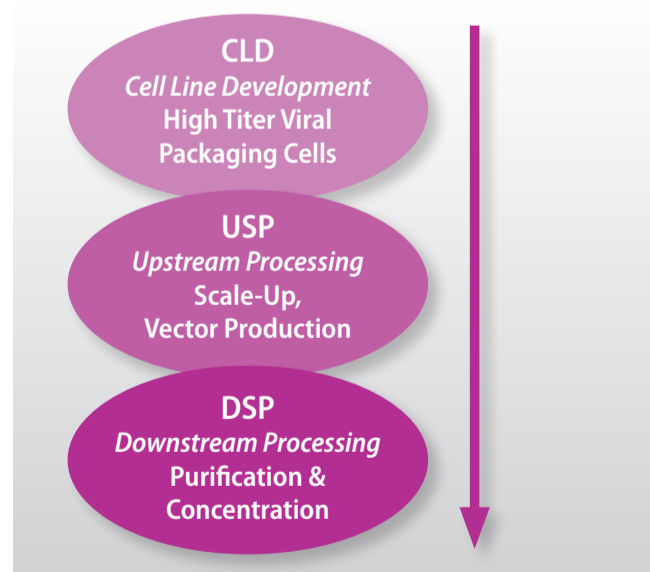 CLD
Cell Line Development
High Titer Viral
Packaging Cells
USP
Upstream Processing
Scale-Up,
Vector Production
DSP
Downstream Processing
Purification &
Concentration